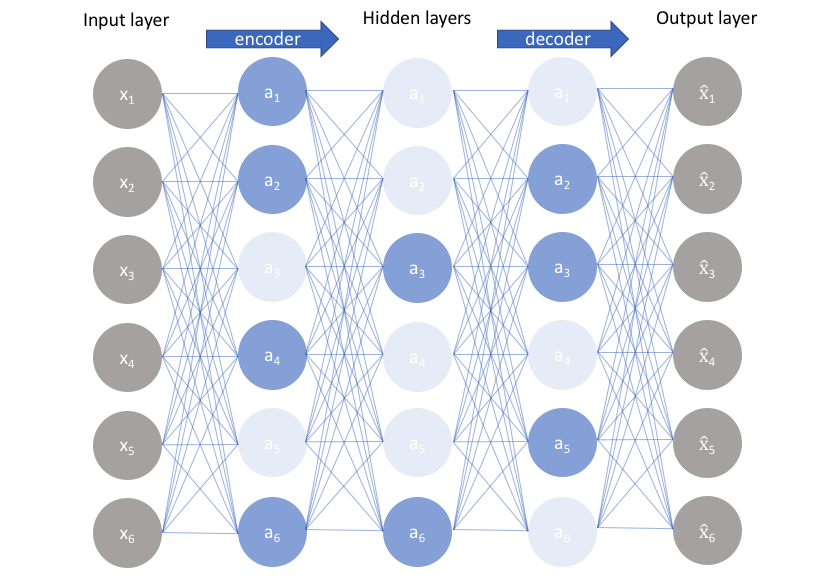 Input layer
Hidden layers
Output layer
encoder
decoder
x₁ a₁ a₁ a₁ x̂₁
x₂ a₂ a₂ a₂ x̂₂
x₃ a₃ a₃ a₃ x̂₃
x₄ a₄ a₄ a₄ x̂₄
x₅ a₅ a₅ a₅ x̂₅
x₆ a₆ a₆ a₆ x̂₆